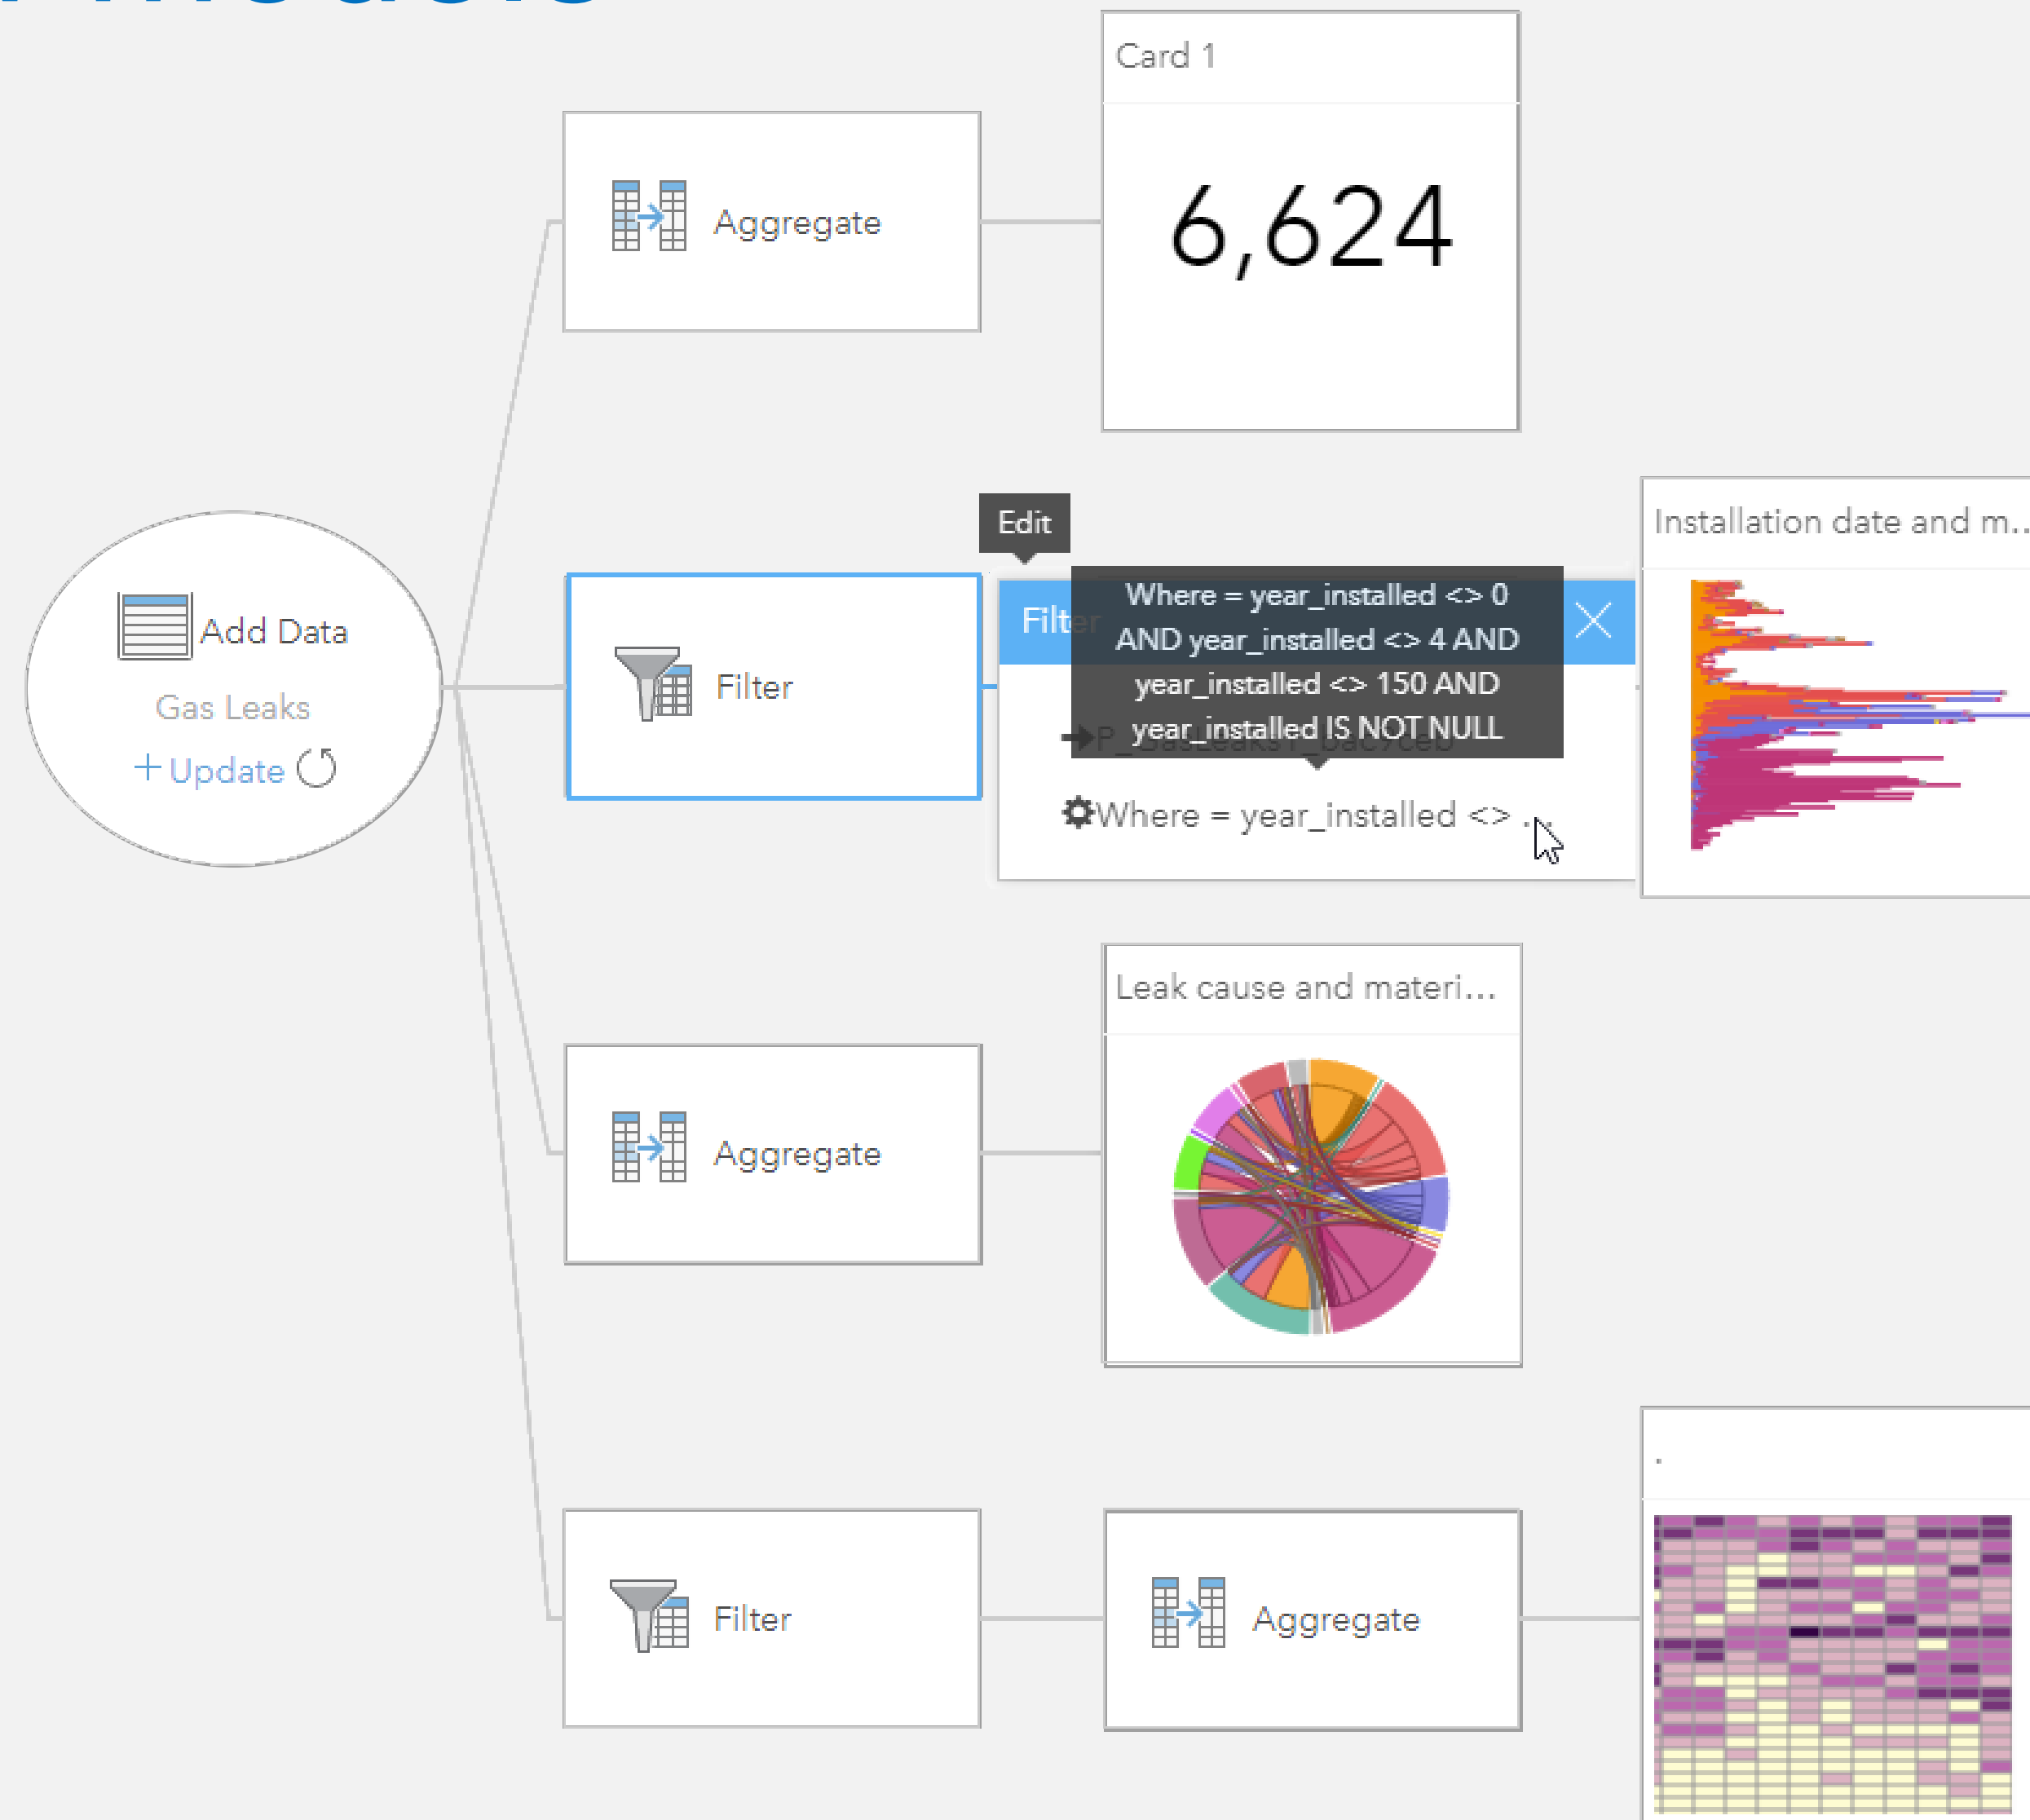 Card 1
6,624
Aggregate
Edit
Installation date and m...
Where = year_installed <> 0
AND year_installed <> 4 AND
year_installed <> 150 AND
year_installed IS NOT NULL
Filter
Add Data
Gas Leaks
+ Update
Filter
Where = year_installed <> ...
Leak cause and materi...
Aggregate
Filter
Aggregate
.